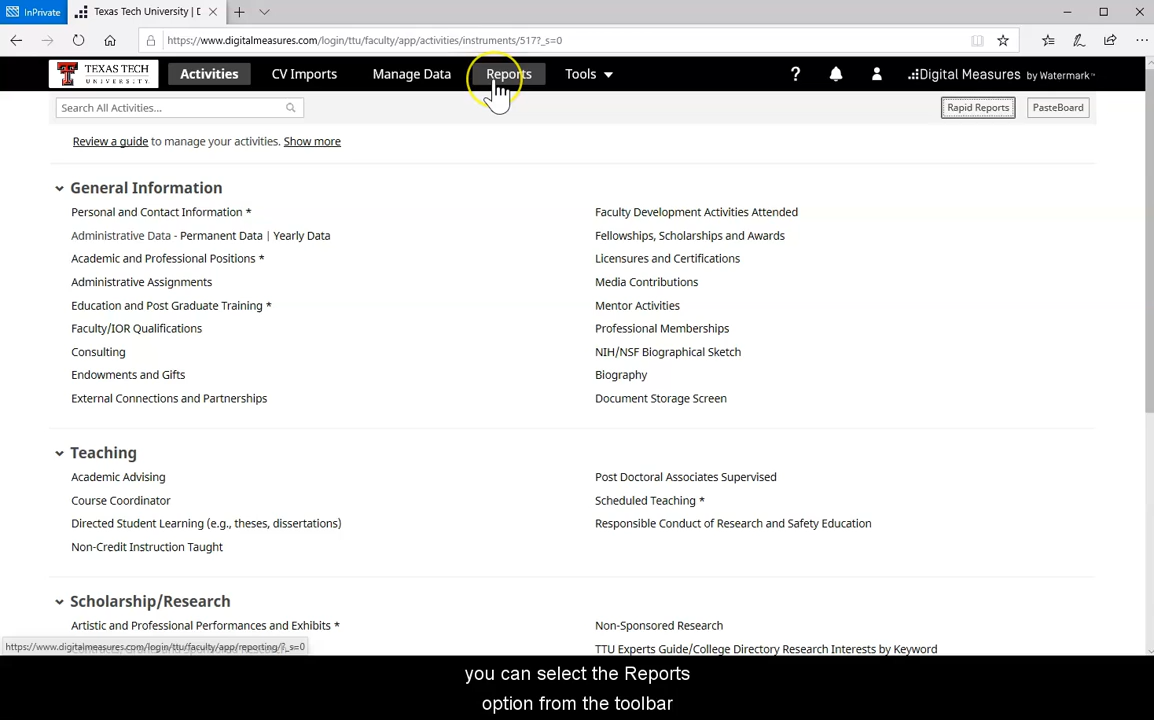 InPrivate
Texas Tech University | D
https://www.digitalmeasures.com/login/ttu/faculty/app/activities/instruments/517?_s=0
TEXAS TECH UNIVERSITY
Activities CV Imports Manage Data Reports Tools ? Digital Measures by Watermark™
Search All Activities... Rapid Reports PasteBoard
Review a guide to manage your activities. Show more
General Information
Personal and Contact Information * Faculty Development Activities Attended
Administrative Data - Permanent Data | Yearly Data Fellowships, Scholarships and Awards
Academic and Professional Positions * Licensures and Certifications
Administrative Assignments Media Contributions
Education and Post Graduate Training * Mentor Activities
Faculty/IOR Qualifications Professional Memberships
Consulting NIH/NSF Biographical Sketch
Endowments and Gifts Biography
External Connections and Partnerships Document Storage Screen
Teaching
Academic Advising Post Doctoral Associates Supervised
Course Coordinator Scheduled Teaching *
Directed Student Learning (e.g., theses, dissertations) Responsible Conduct of Research and Safety Education
Non-Credit Instruction Taught
Scholarship/Research
Artistic and Professional Performances and Exhibits * Non-Sponsored Research
https://www.digitalmeasures.com/login/ttu/faculty/app/reporting/?_s=0 TTU Experts Guide/College Directory Research Interests by Keyword
you can select the Reports
option from the toolbar